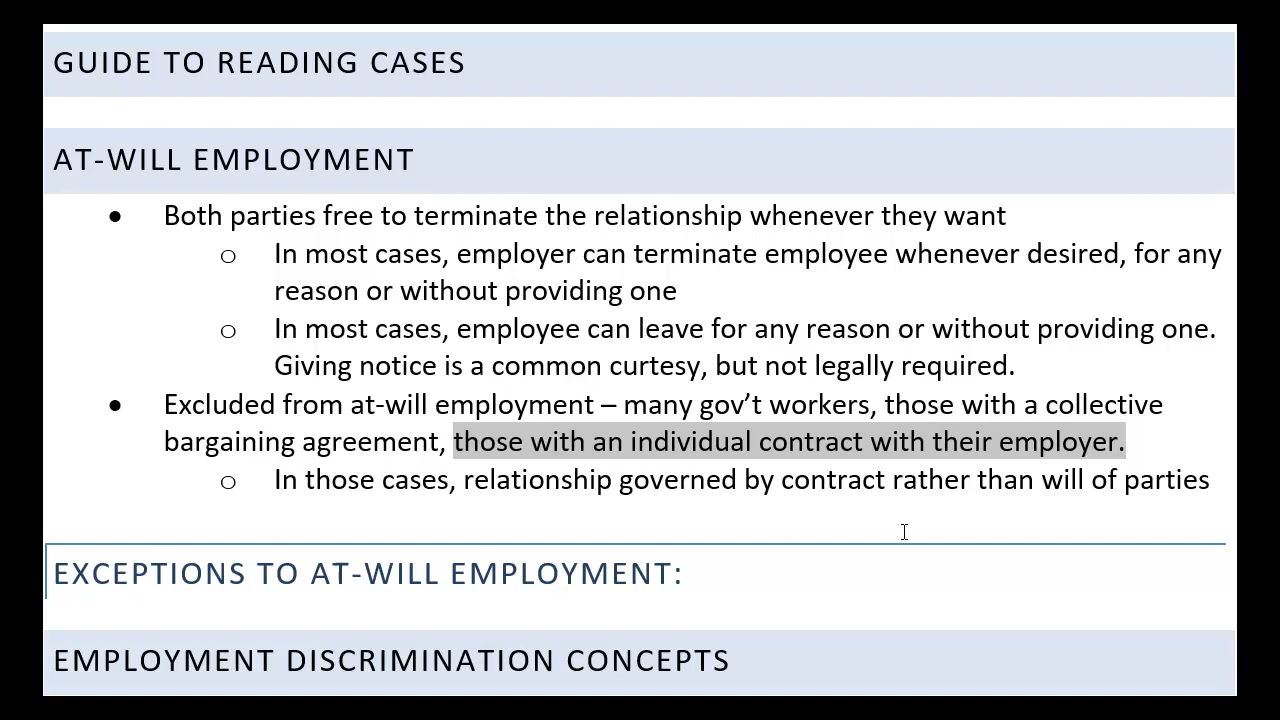 GUIDE TO READING CASES
AT-WILL EMPLOYMENT
• Both parties free to terminate the relationship whenever they want
o In most cases, employer can terminate employee whenever desired, for any
reason or without providing one
o In most cases, employee can leave for any reason or without providing one.
Giving notice is a common curtesy, but not legally required.
• Excluded from at-will employment – many gov’t workers, those with a collective
bargaining agreement, those with an individual contract with their employer.
o In those cases, relationship governed by contract rather than will of parties
EXCEPTIONS TO AT-WILL EMPLOYMENT:
EMPLOYMENT DISCRIMINATION CONCEPTS